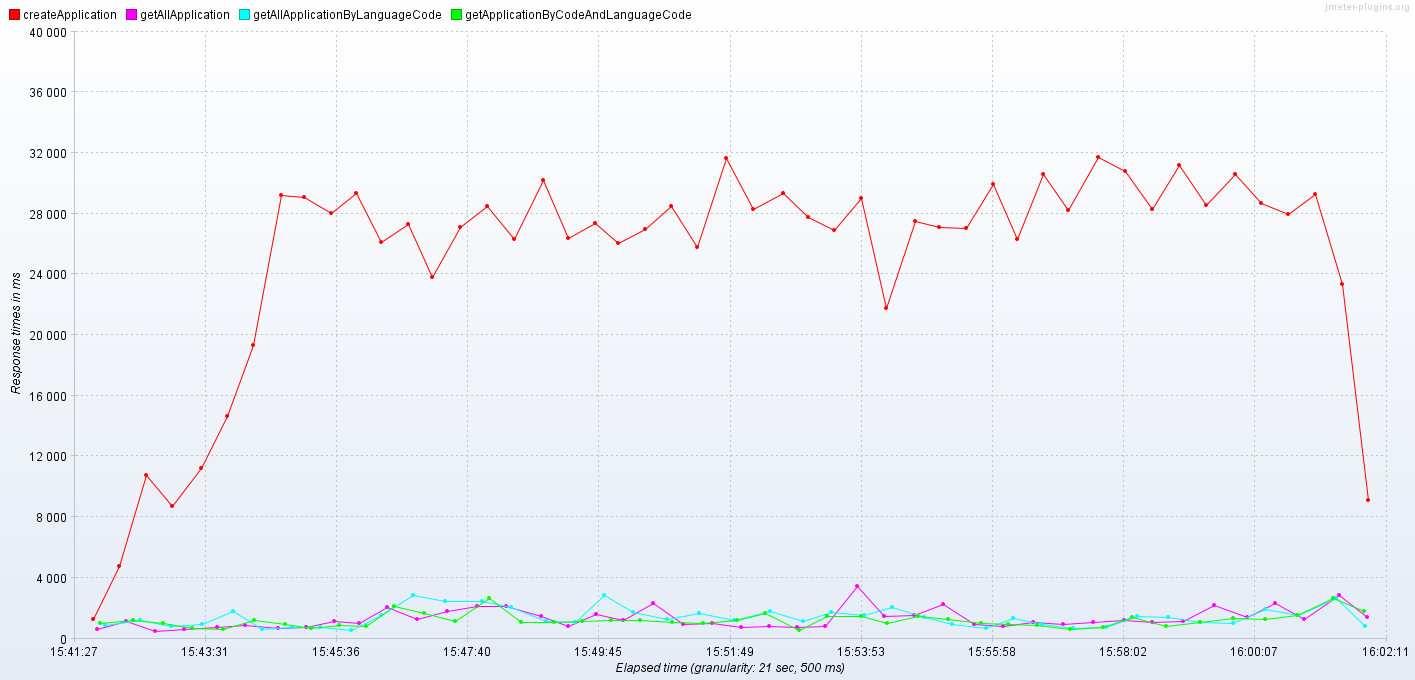 jmeter-plugins.org
createApplication getAllApplication getAllApplicationByLanguageCode getApplicationByCodeAndLanguageCode
40 000
36 000
32 000
28 000
24 000
20 000
16 000
12 000
8 000
4 000
0
Response times in ms
15:41:27 15:43:31 15:45:36 15:47:40 15:49:45 15:51:49 15:53:53 15:55:58 15:58:02 16:00:07 16:02:11
Elapsed time (granularity: 21 sec, 500 ms)